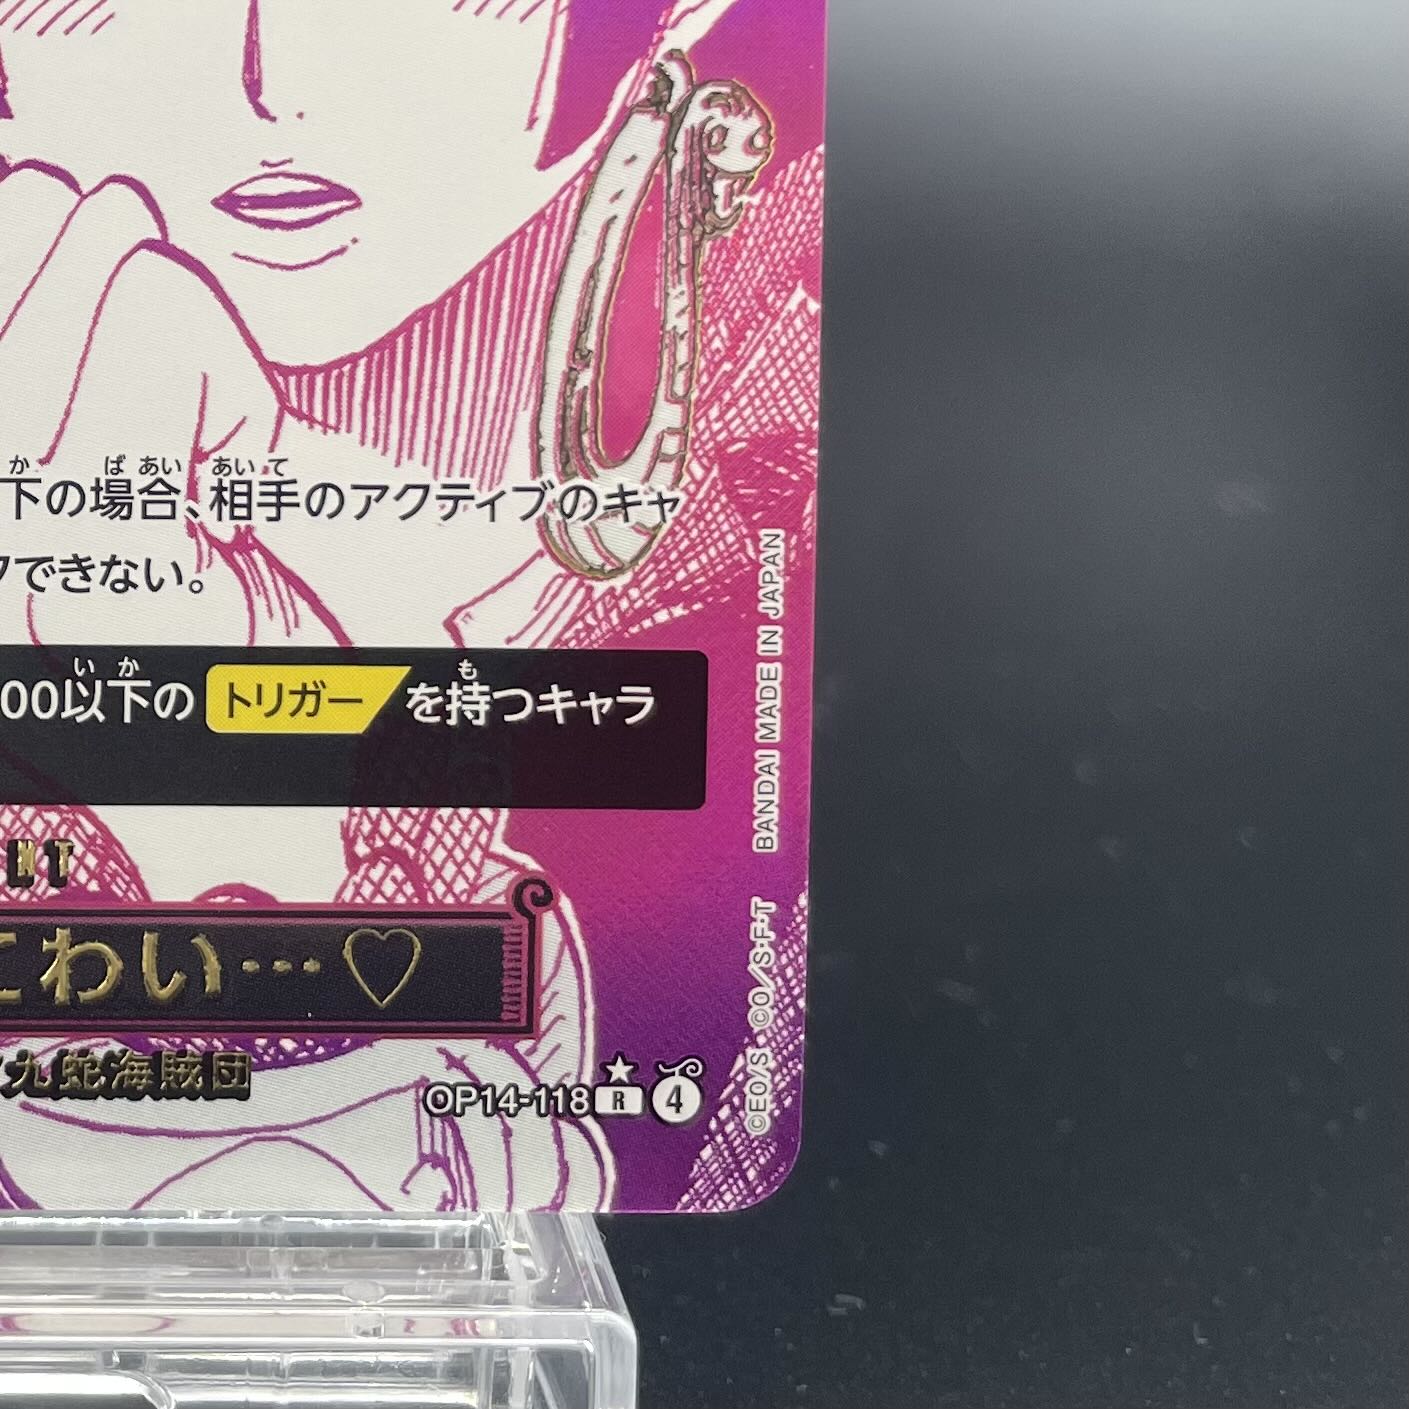 下の場合、相手のアクティブのキャ
できない。
00以下の トリガー を持つキャラ
NT
こわい…♡
九蛇海賊団
OP14-118 R 4
BANDAI MADE IN JAPAN
©EO/S ©O/S・F・T